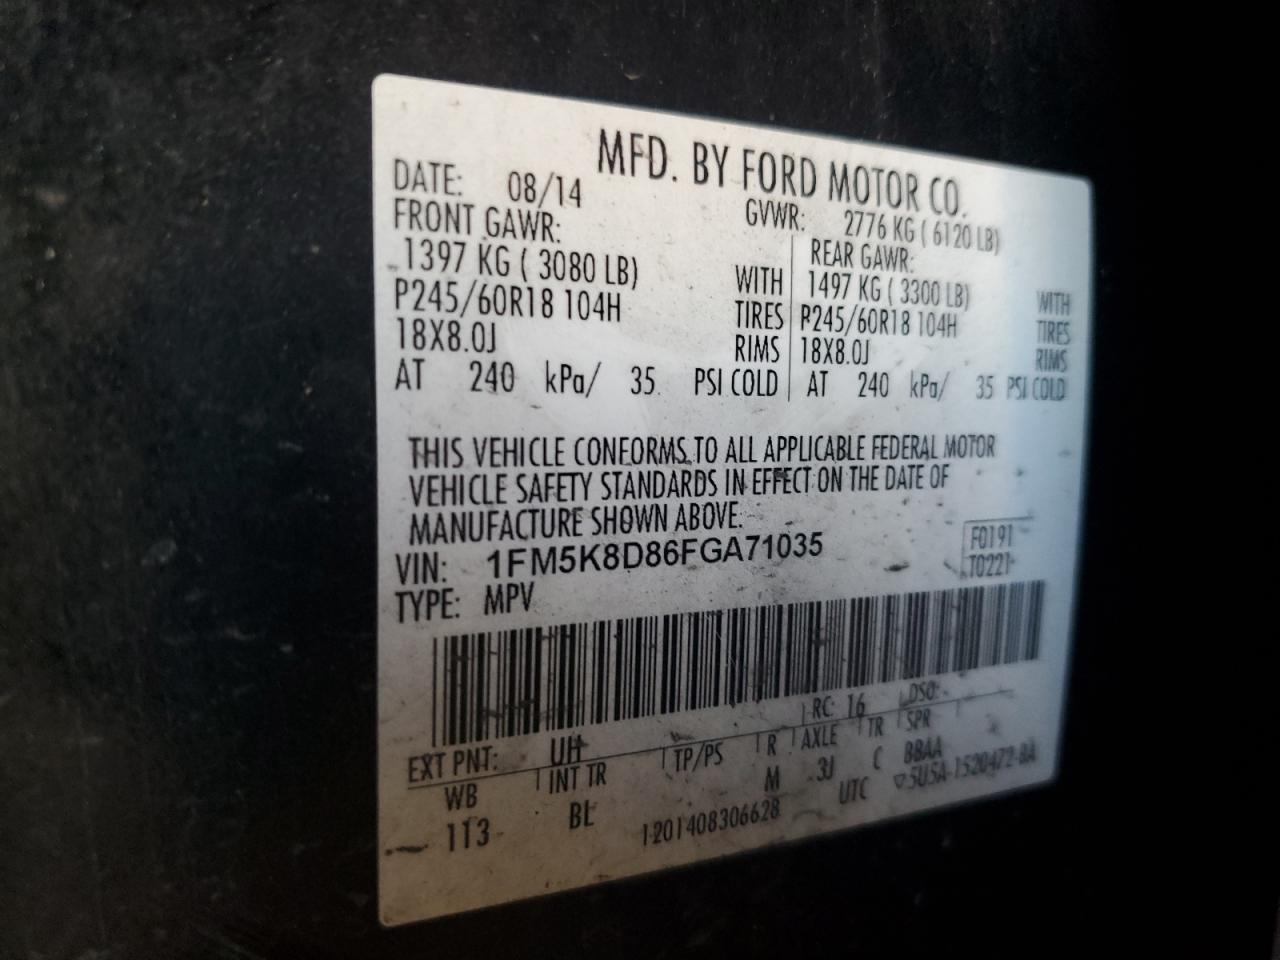 MFD. BY FORD MOTOR CO.
DATE: 08/14 GVWR: 2776 KG ( 6120 LB)
FRONT GAWR: REAR GAWR:
1397 KG ( 3080 LB) WITH 1497 KG ( 3300 LB) WITH
P245/60R18 104H TIRES P245/60R18 104H TIRES
18X8.0J RIMS 18X8.0J RIMS
AT 240 kPa/ 35 PSI COLD AT 240 kPa/ 35 PSI COLD
THIS VEHICLE CONFORMS TO ALL APPLICABLE FEDERAL MOTOR
VEHICLE SAFETY STANDARDS IN EFFECT ON THE DATE OF
MANUFACTURE SHOWN ABOVE.
VIN: 1FM5K8D86FGA71035 F0191
TYPE: MPV T0221
RC: 16 DSO:
EXT PNT: UH
WB INT TR TP/PS R AXLE TR SPR
113 BL M 3J C BBAA
1201408306628 UTC ▽5U5A-1520472-BA